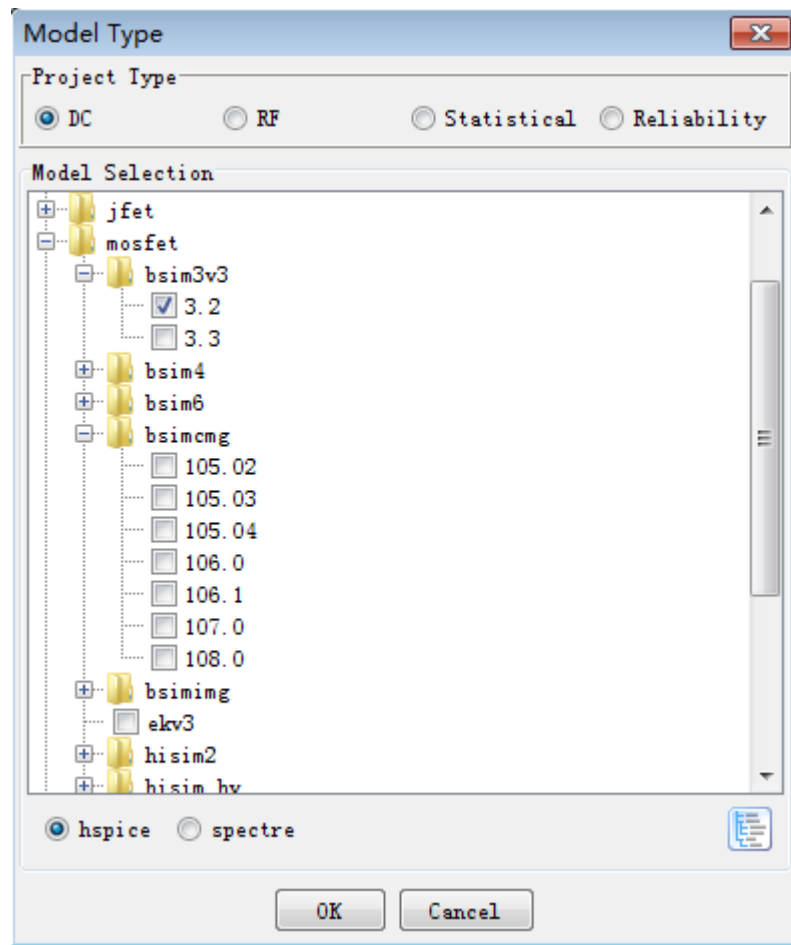 Model Type
Project Type
DC RF Statistical Reliability
Model Selection
jfet
mosfet
bsim3v3
3.2
3.3
bsim4
bsim6
bsimcmg
105.02
105.03
105.04
106.0
106.1
107.0
108.0
bsimimg
ekv3
hisim2
hisim_hv
hspice spectre
OK Cancel